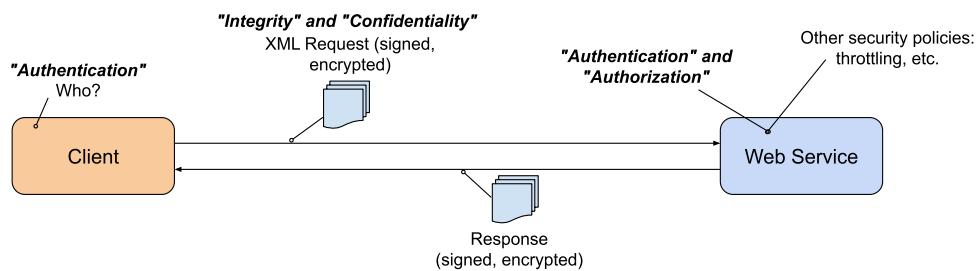 "Integrity" and "Confidentiality"
XML Request (signed,
encrypted)
"Authentication"
Who?
"Authentication" and
"Authorization"
Other security policies:
throttling, etc.
Client
Web Service
Response
(signed, encrypted)